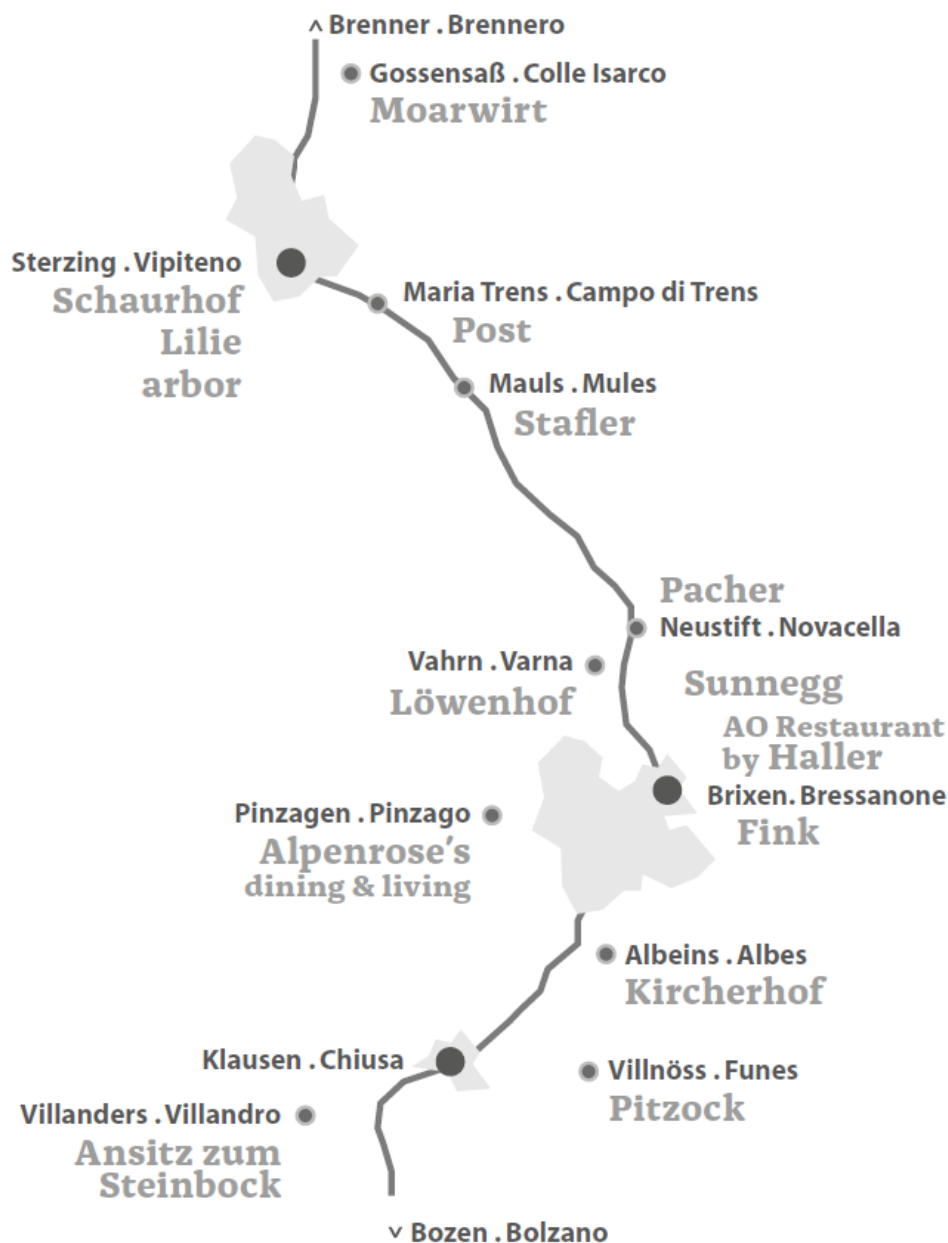 ^ Brenner . Brennero
Gossensaß . Colle Isarco
Moarwirt
Sterzing . Vipiteno
Schaurhof
Lilie
arbor
Maria Trens . Campo di Trens
Post
Mauls . Mules
Stafler
Pacher
Neustift . Novacella
Vahrn . Varna
Löwenhof
Sunnegg
AO Restaurant
by Haller
Brixen. Bressanone
Fink
Pinzagen . Pinzago
Alpenrose's
dining & living
Albeins . Albes
Kircherhof
Klausen . Chiusa
Villnöss . Funes
Pitzock
Villanders . Villandro
Ansitz zum
Steinbock
v Bozen . Bolzano